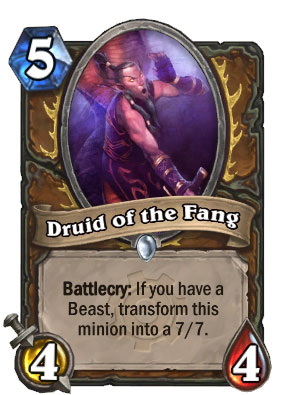 5
Druid of the Fang
Battlecry: If you have a
Beast, transform this
minion into a 7/7.
4 4